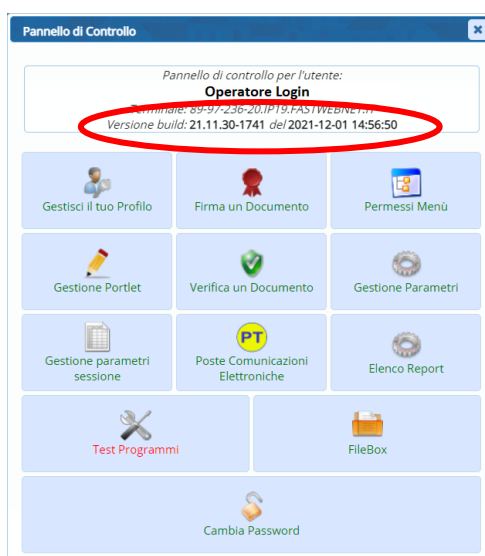 Pannello di Controllo
Pannello di controllo per l'utente:
Operatore Login
Terminale: 89-97-236-20.IP19.FASTWEBNET.IT
Versione build: 21.11.30-1741 del 2021-12-01 14:56:50
Gestisci il tuo Profilo
Firma un Documento
Permessi Menù
Gestione Portlet
Verifica un Documento
Gestione Parametri
Gestione parametri
sessione
PT
Poste Comunicazioni
Elettroniche
Elenco Report
Test Programmi
FileBox
Cambia Password